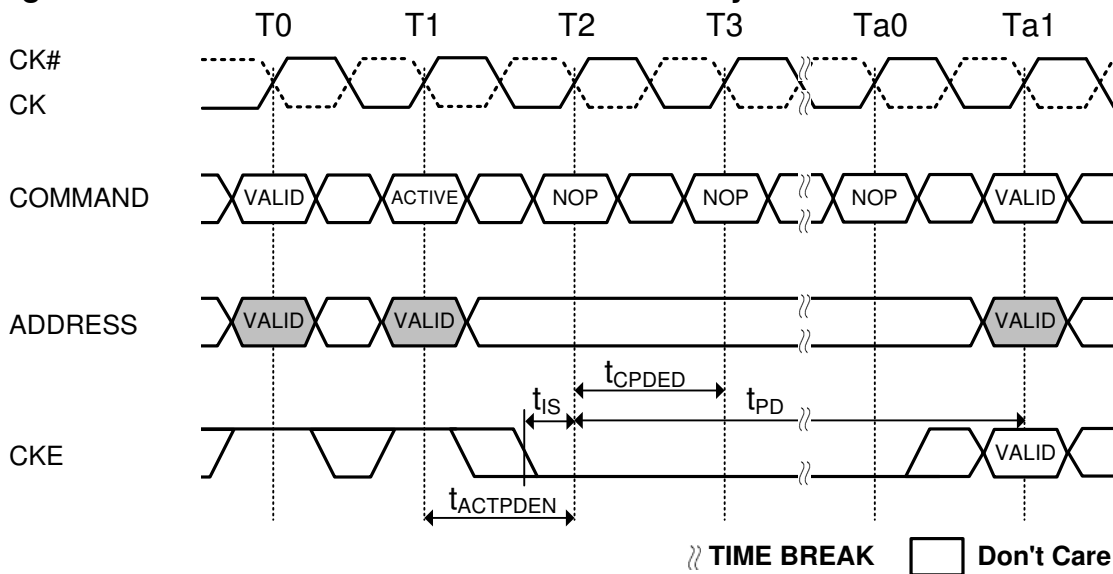 T0 T1 T2 T3 Ta0 Ta1
CK#
CK
COMMAND VALID ACTIVE NOP NOP NOP VALID
ADDRESS VALID VALID VALID
tCPDED
tIS tPD
CKE VALID
tACTPDEN
TIME BREAK Don't Care